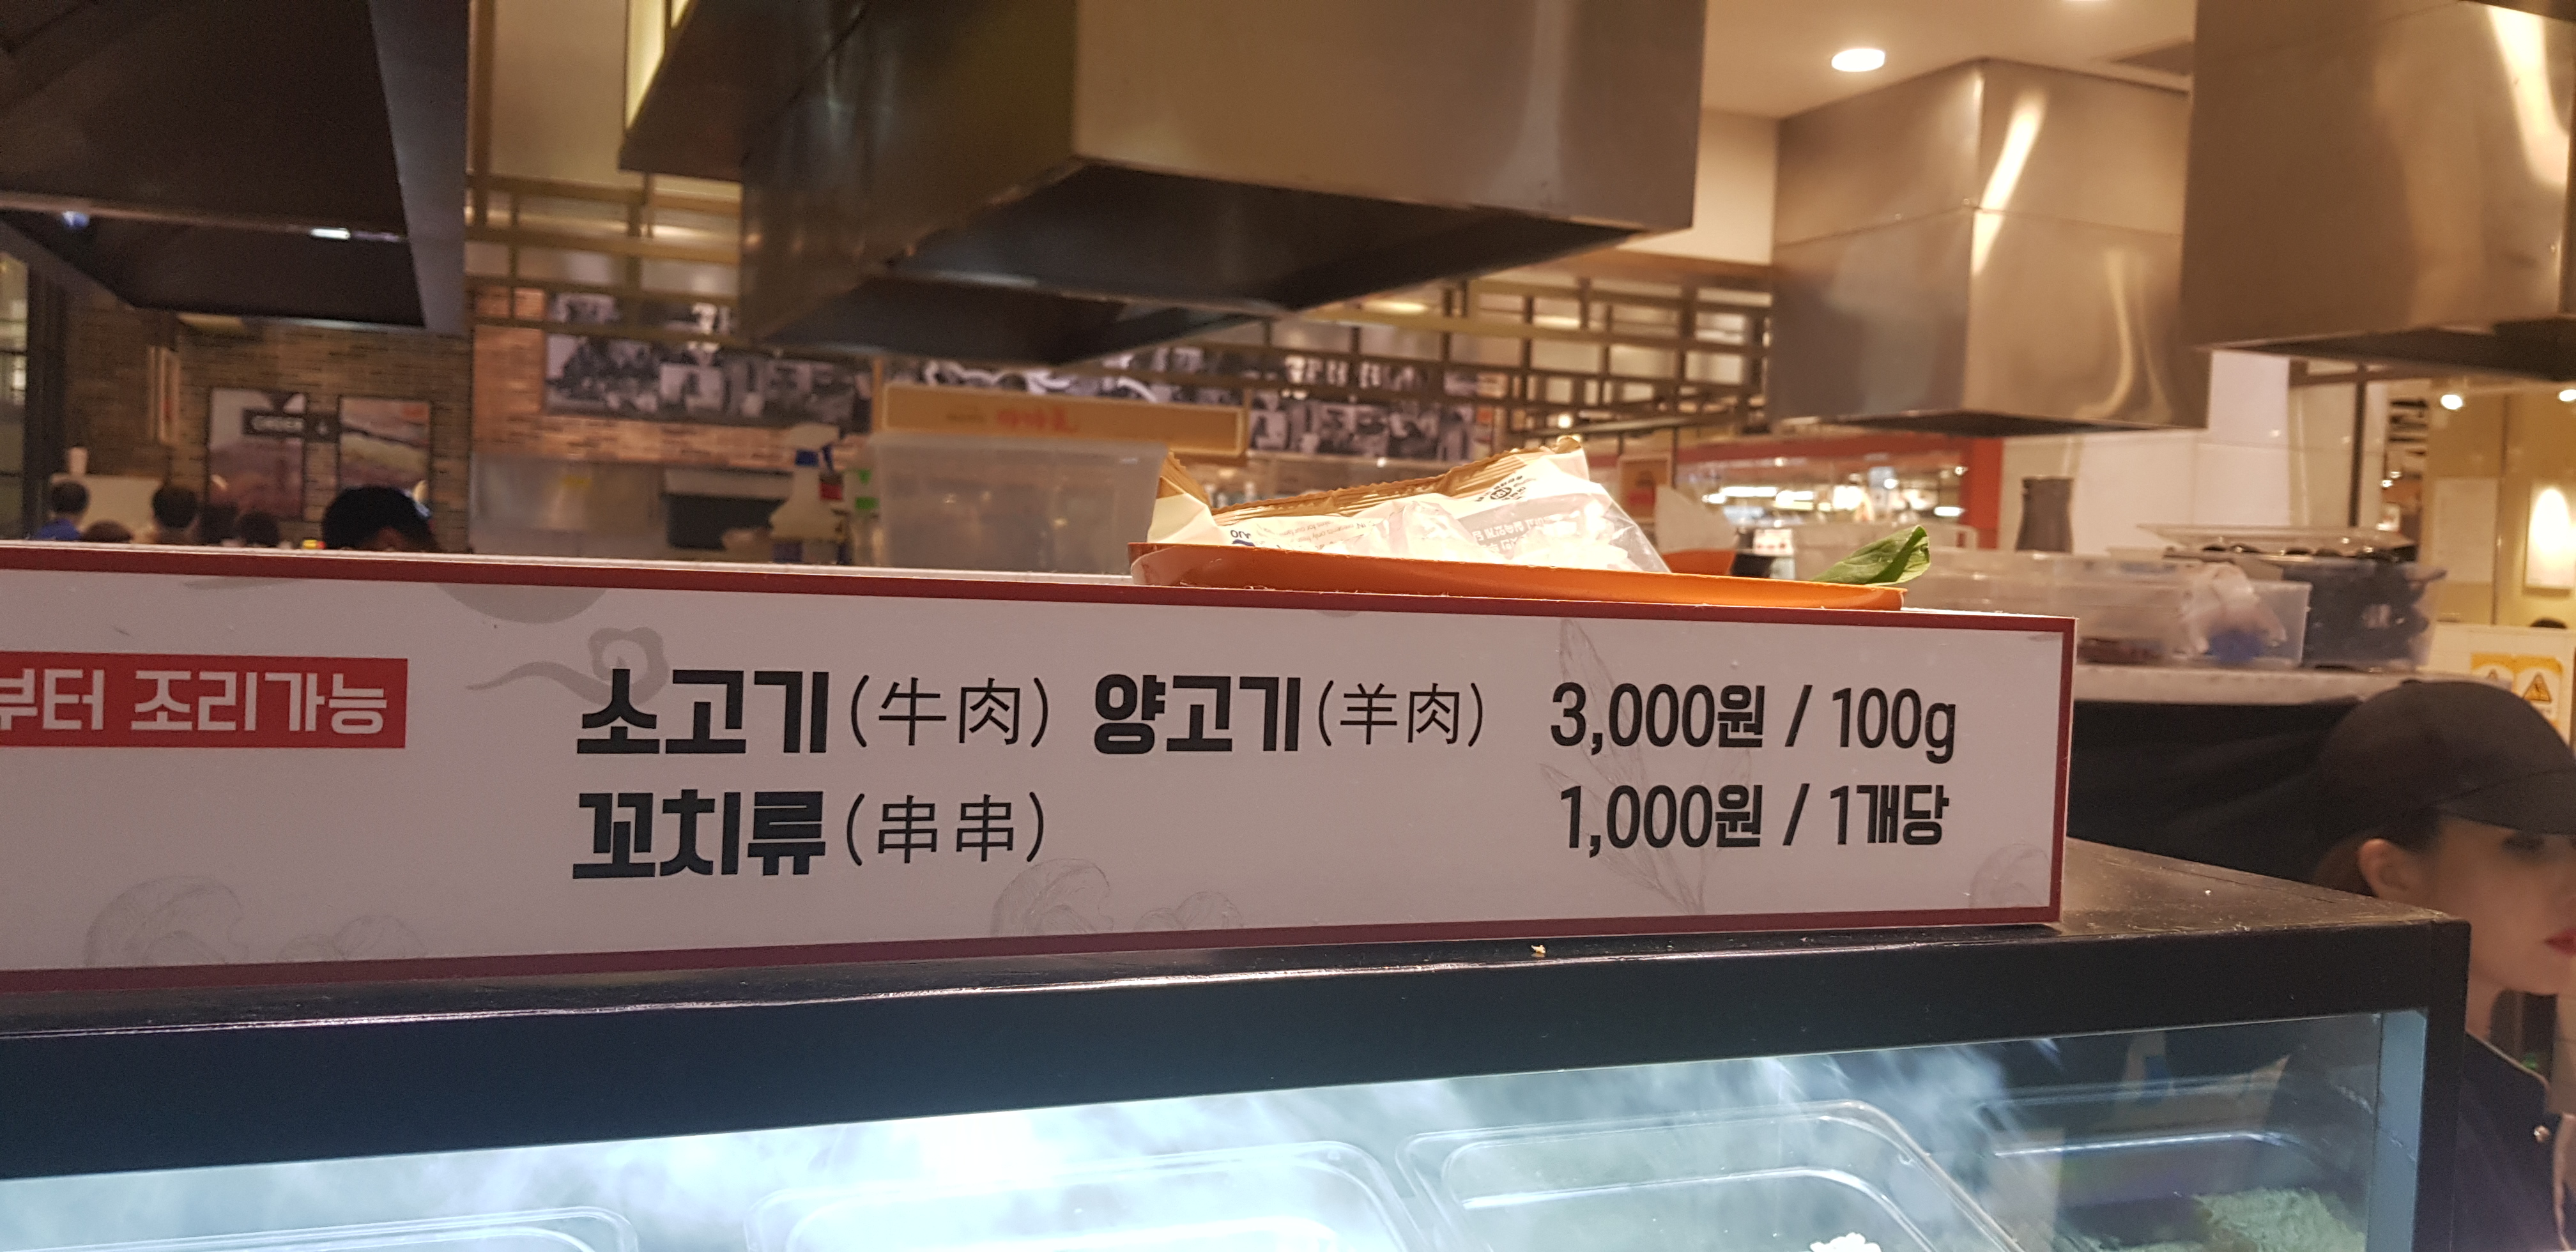 부터 조리가능
소고기(牛肉) 양고기(羊肉) 3,000원 / 100g
꼬치류(串串) 1,000원 / 1개당